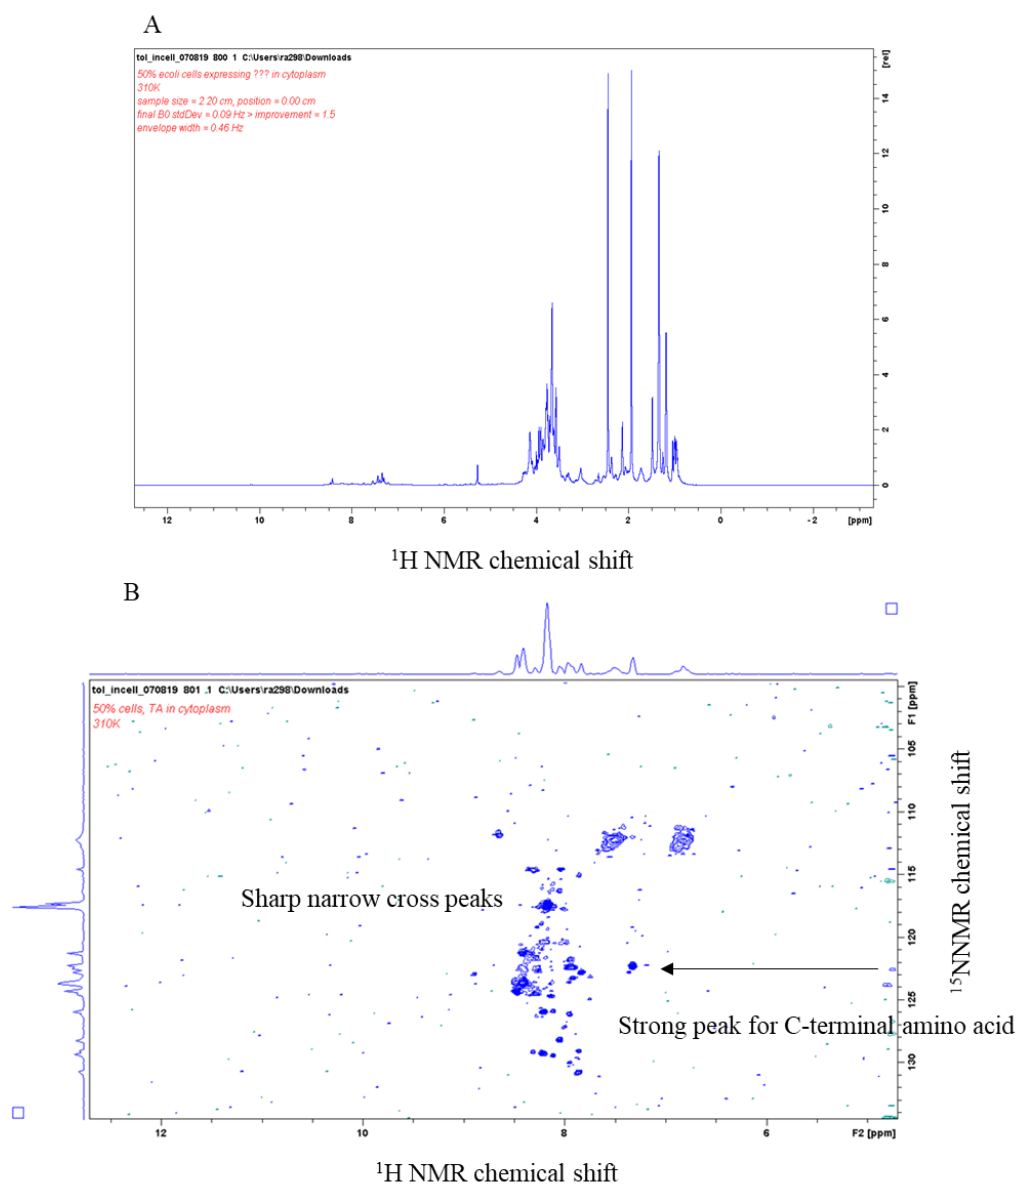 A
tol_incell_070819 800 1 C:\Users\ra298\Downloads
50% ecoli cells expressing ??? in cytoplasm
310K
sample size = 2.20 cm, position = 0.00 cm
final B0 stdDev = 0.09 Hz > improvement = 1.5
envelope width = 0.46 Hz
[rel]
14
12
10
8
6
4
2
0
12 10 8 6 4 2 0 -2 [ppm]
¹H NMR chemical shift
B
tol_incell_070819 801 1 C:\Users\ra298\Downloads
50% cells, TA in cytoplasm
310K
F1 [ppm]
105
110
115
120
125
130
Sharp narrow cross peaks
Strong peak for C-terminal amino acid
¹⁵NNMR chemical shift
12 10 8 6 F2 [ppm]
¹H NMR chemical shift